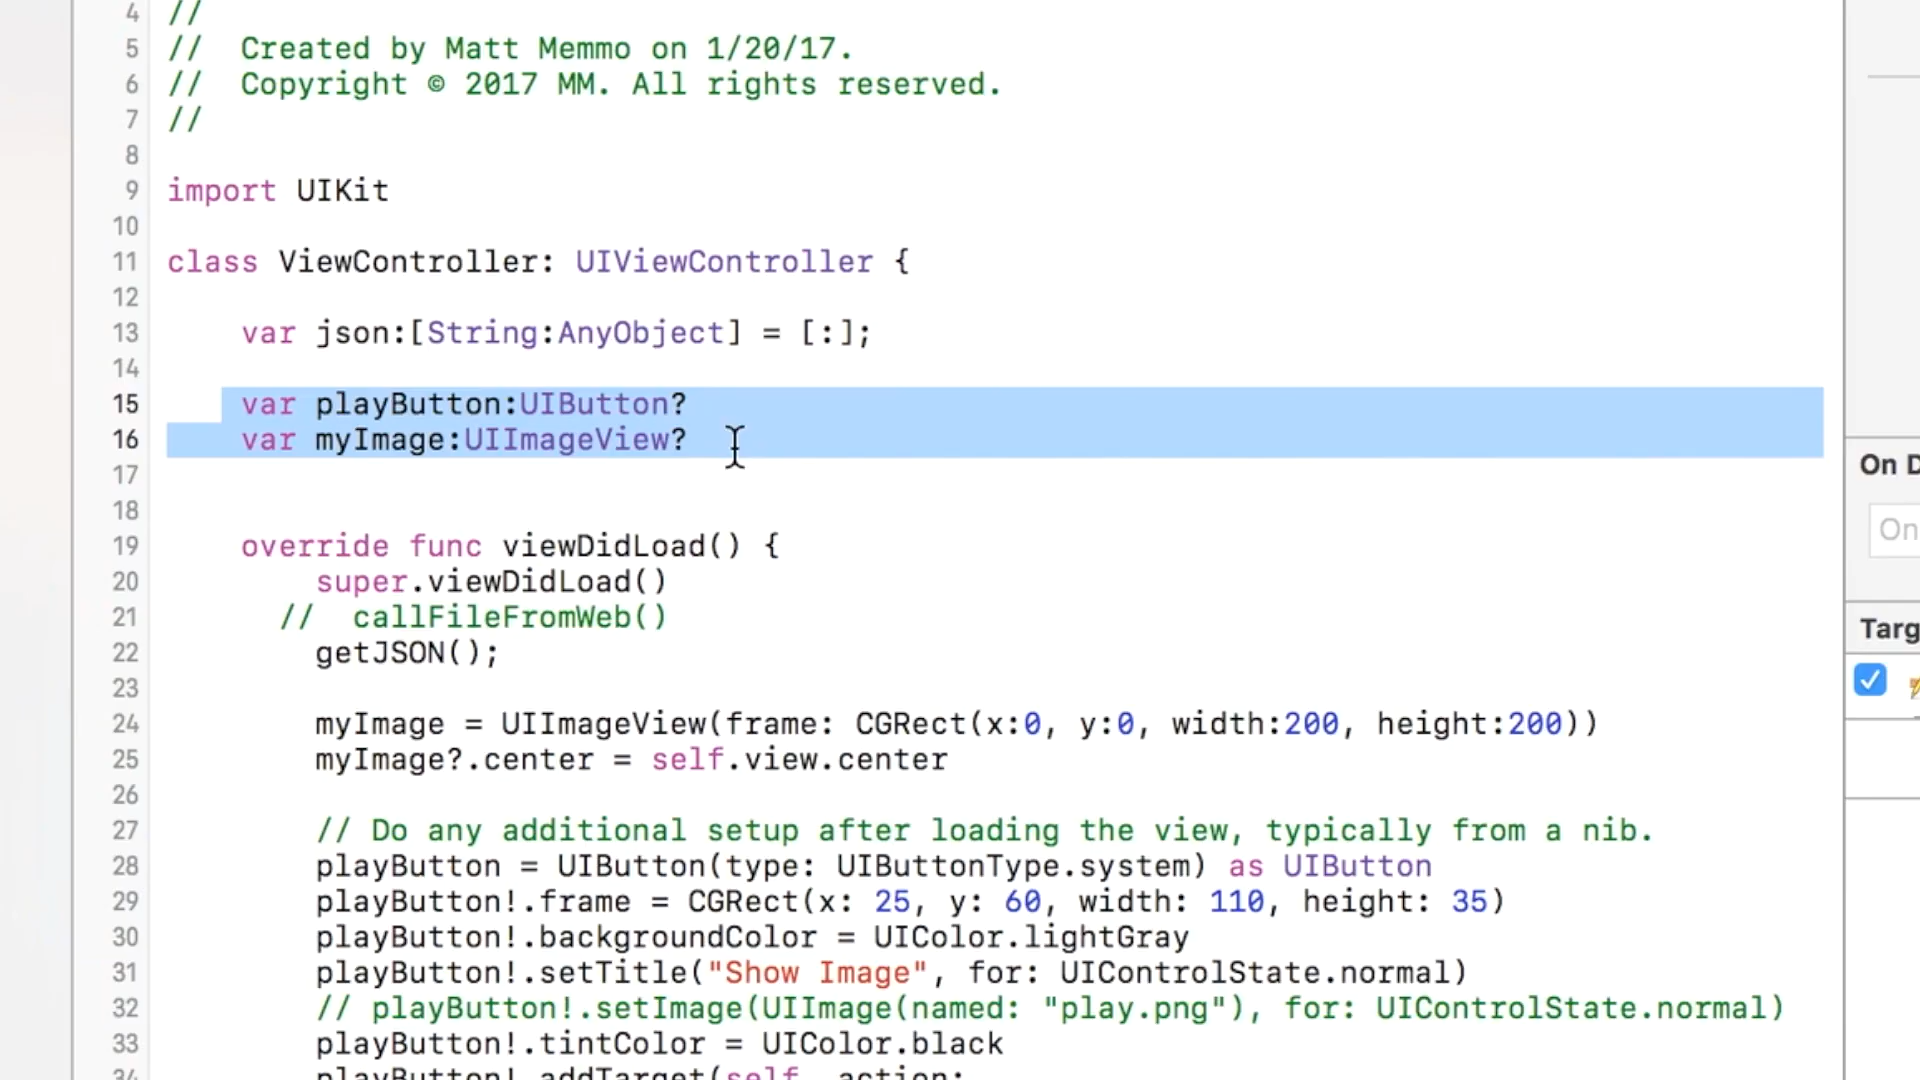 4 //
5 //  Created by Matt Memmo on 1/20/17.
6 //  Copyright © 2017 MM. All rights reserved.
7 //
8
9 import UIKit
10
11 class ViewController: UIViewController {
12
13     var json:[String:AnyObject] = [:];
14
15     var playButton:UIButton?
16     var myImage:UIImageView?
17
18
19     override func viewDidLoad() {
20         super.viewDidLoad()
21       //  callFileFromWeb()
22         getJSON();
23
24         myImage = UIImageView(frame: CGRect(x:0, y:0, width:200, height:200))
25         myImage?.center = self.view.center
26
27         // Do any additional setup after loading the view, typically from a nib.
28         playButton = UIButton(type: UIButtonType.system) as UIButton
29         playButton!.frame = CGRect(x: 25, y: 60, width: 110, height: 35)
30         playButton!.backgroundColor = UIColor.lightGray
31         playButton!.setTitle("Show Image", for: UIControlState.normal)
32         // playButton!.setImage(UIImage(named: "play.png"), for: UIControlState.normal)
33         playButton!.tintColor = UIColor.black
34         playButton!.addTarget(self, action:
On D
On
Targ